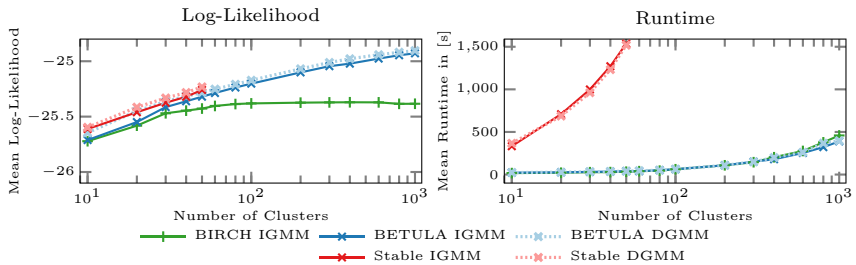 Log-Likelihood
Runtime
Mean Log-Likelihood
−25
−25.5
−26
10^1
10^2
10^3
Number of Clusters
Mean Runtime in [s]
1,500
1,000
500
0
10^1
10^2
10^3
Number of Clusters
BIRCH IGMM
BETULA IGMM
BETULA DGMM
Stable IGMM
Stable DGMM